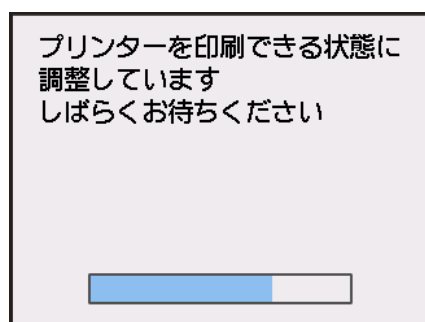 プリンターを印刷できる状態に
調整しています
しばらくお待ちください